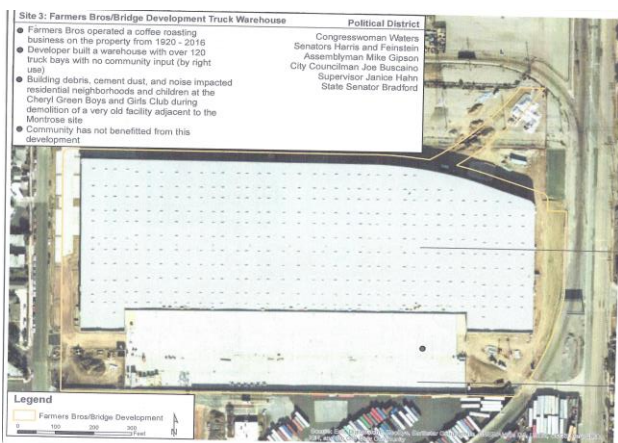 Site 3: Farmers Bros/Bridge Development Truck Warehouse
Farmers Bros operated a coffee roasting
business on the property from 1920 - 2016
Developer built a warehouse with over 120
truck bays with no community input (by right
use)
Building debris, cement dust, and noise impacted
residential neighborhoods and children at the
Cheryl Green Boys and Girls Club during
demolition of a very old facility adjacent to the
Montrose site
Community has not benefitted from this
development
Political District
Congresswoman Waters
Senators Harris and Feinstein
Assemblyman Mike Gipson
City Councilman Joe Buscaino
Supervisor Janice Hahn
State Senator Bradford
Legend
Farmers Bros/Bridge Development
0 50 100 200 300
Feet
N